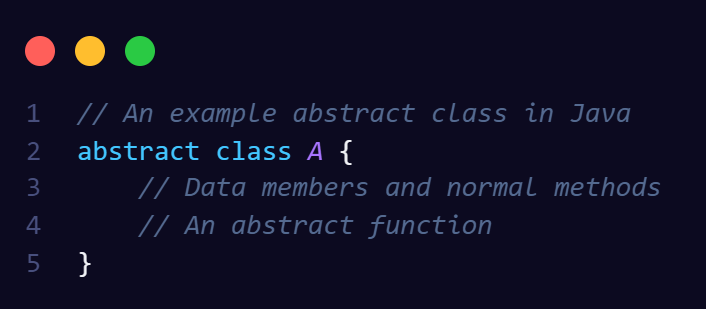 1 // An example abstract class in Java
2 abstract class A {
3 // Data members and normal methods
4 // An abstract function
5 }